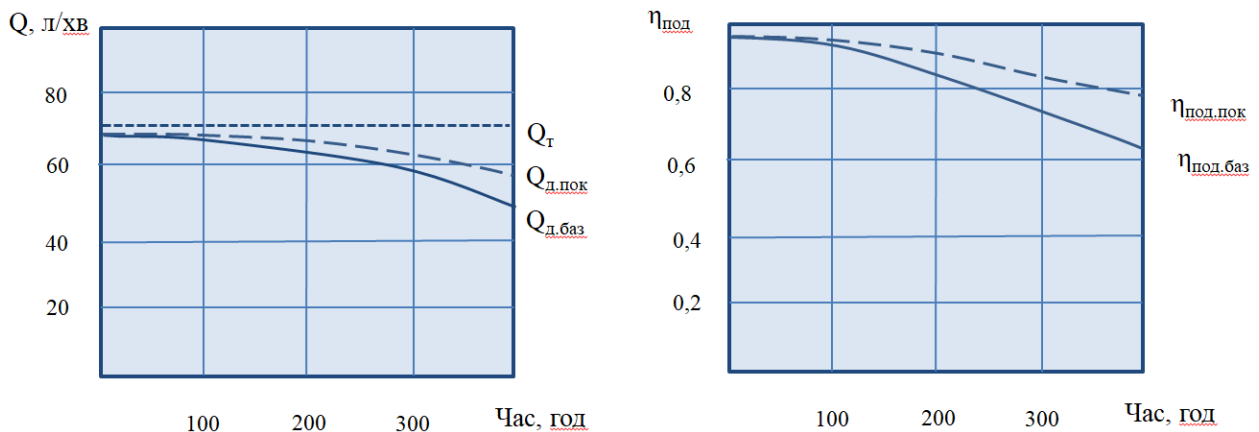 Q, л/хв
80
60
40
20
100
200
300
Час, год
Qт
Qд.пок
Qд.баз
ηпод
0,8
0,6
0,4
0,2
100
200
300
Час, год
ηпод.пок
ηпод.баз